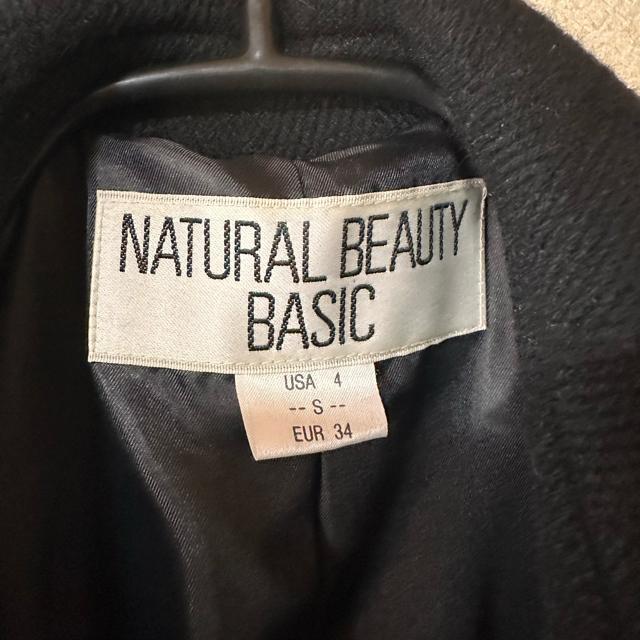 NATURAL BEAUTY
BASIC
USA 4
-- S --
EUR 34